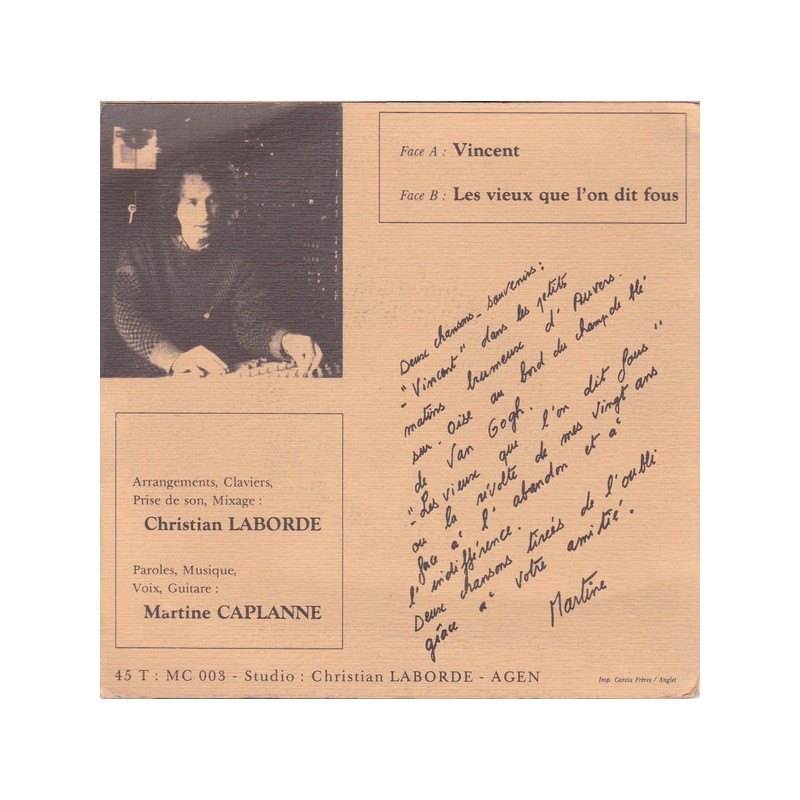 Face A : Vincent
Face B : Les vieux que l'on dit fous
Deux chansons - souvenirs :
- "Vincent" dans les petits
matins brumeux d'Auvers.
sur. Oise au bord du champ de blé
de Van Gogh.
- "Les vieux que l'on dit fous"
ou la révolte de mes vingt ans
face à l'abandon et à
l'indifférence.
Deux chansons tirées de l'oubli
grâce à votre amitié.
Martine
Arrangements, Claviers,
Prise de son, Mixage :
Christian LABORDE
Paroles, Musique,
Voix, Guitare :
Martine CAPLANNE
45 T : MC 003 - Studio : Christian LABORDE - AGEN
Imp. Garcia Frères / Anglet